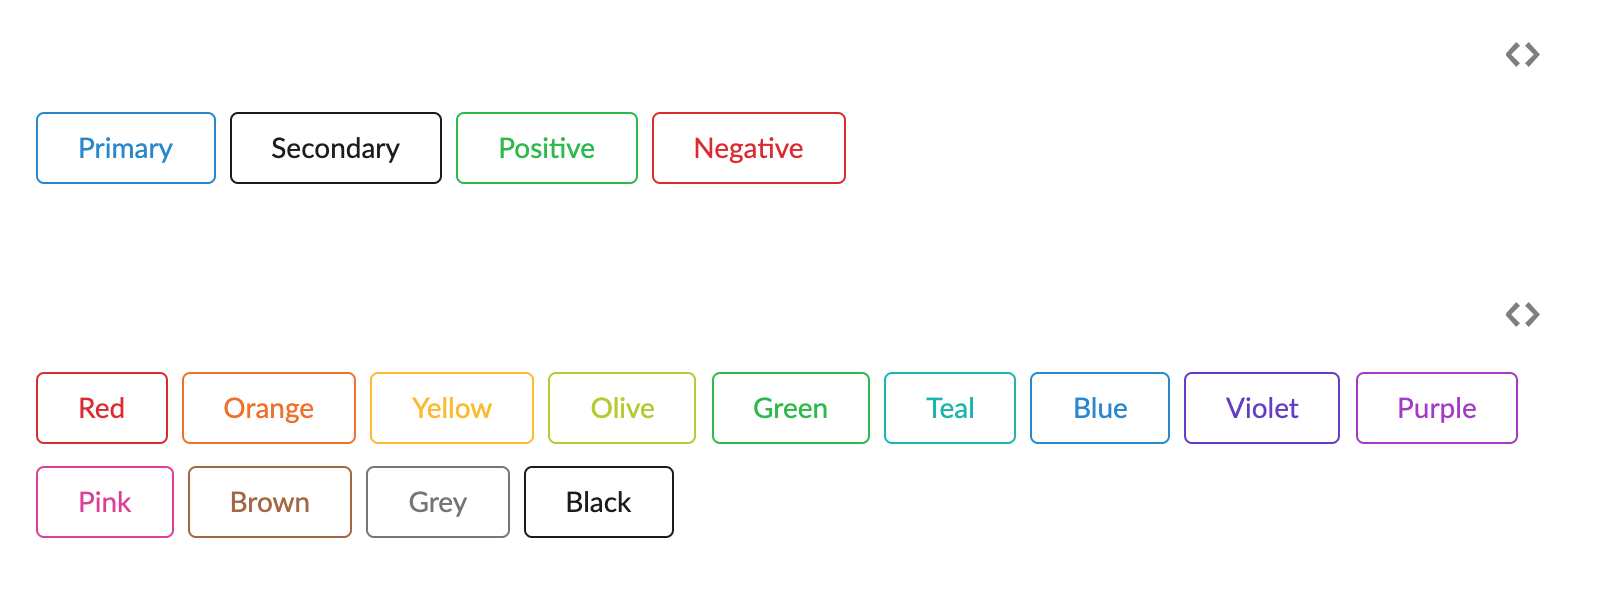 Primary Secondary Positive Negative
Red Orange Yellow Olive Green Teal Blue Violet Purple
Pink Brown Grey Black